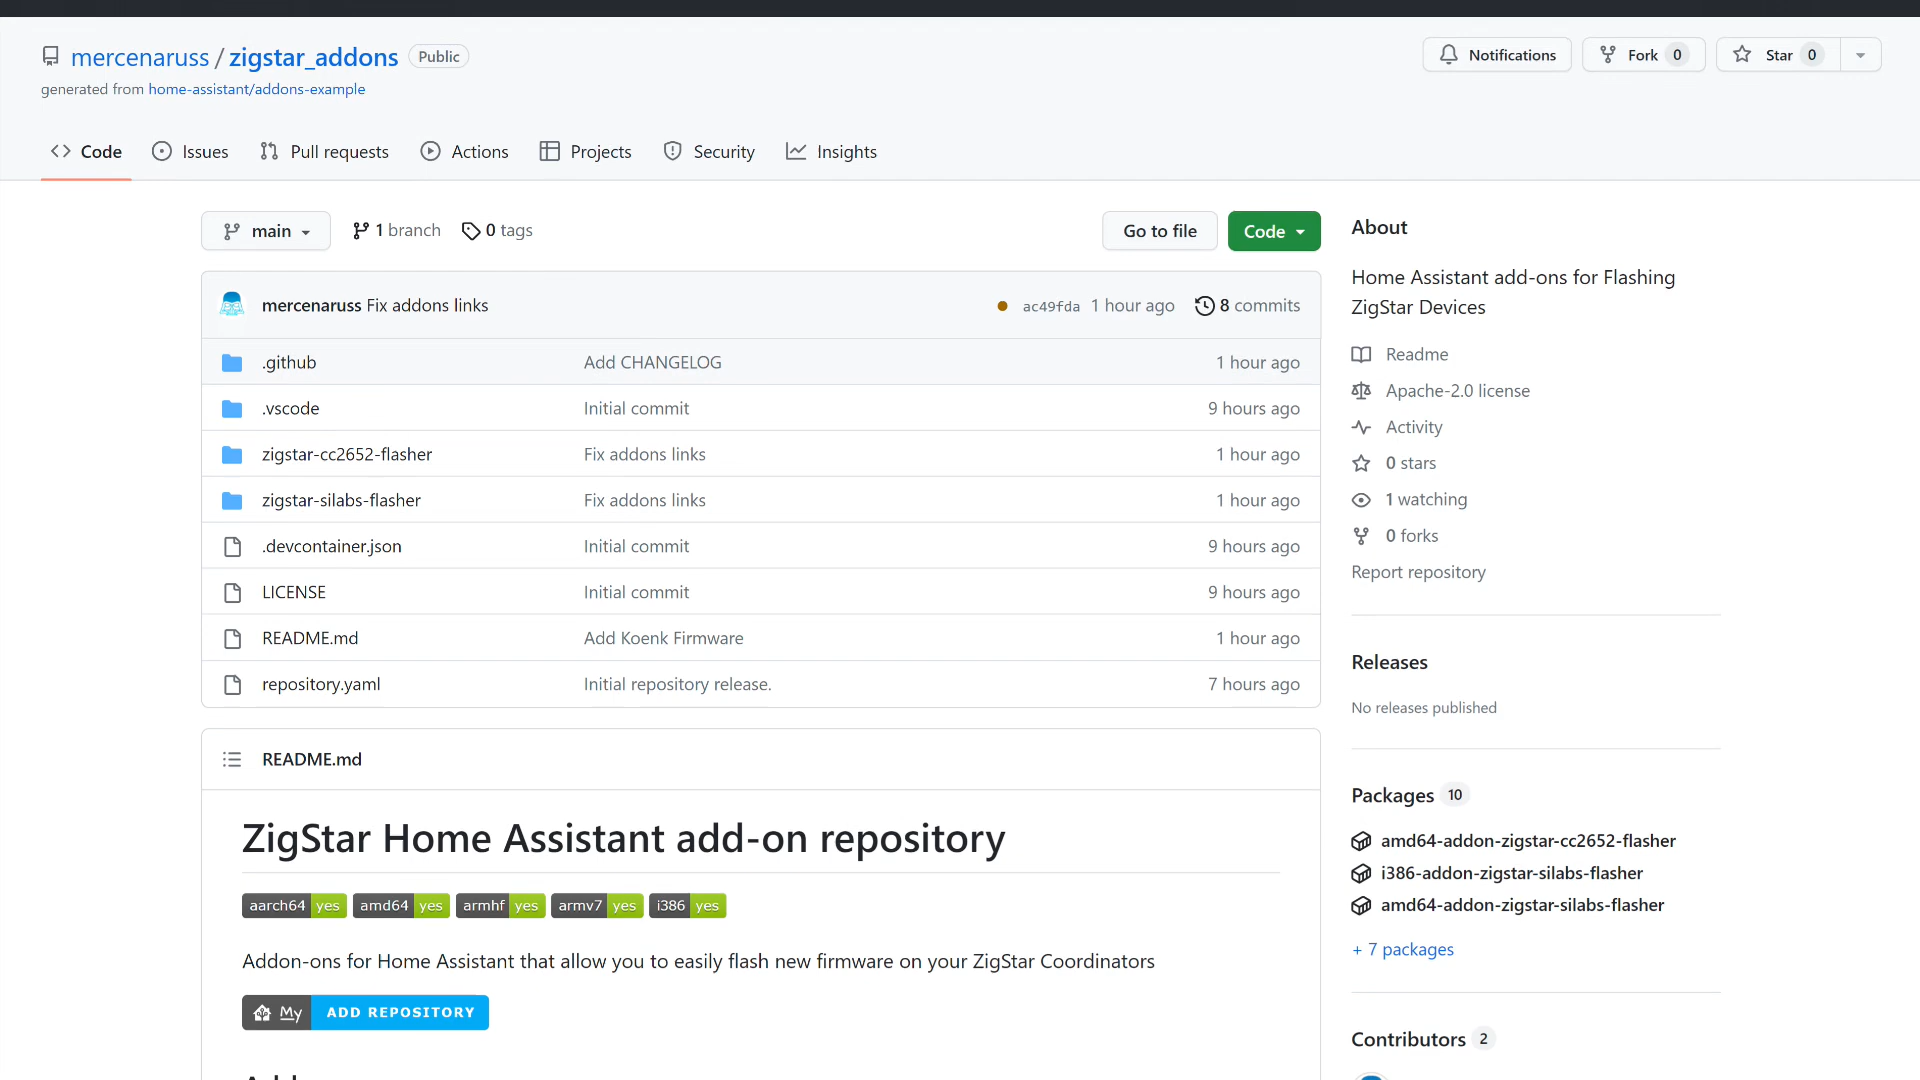 mercenaruss / zigstar_addons Public
Notifications Fork 0 Star 0
generated from home-assistant/addons-example
Code Issues Pull requests Actions Projects Security Insights
main 1 branch 0 tags Go to file Code
mercenaruss Fix addons links ac49fda 1 hour ago 8 commits
.github Add CHANGELOG 1 hour ago
.vscode Initial commit 9 hours ago
zigstar-cc2652-flasher Fix addons links 1 hour ago
zigstar-silabs-flasher Fix addons links 1 hour ago
.devcontainer.json Initial commit 9 hours ago
LICENSE Initial commit 9 hours ago
README.md Add Koenk Firmware 1 hour ago
repository.yaml Initial repository release. 7 hours ago
README.md
ZigStar Home Assistant add-on repository
aarch64 yes amd64 yes armhf yes armv7 yes i386 yes
Addon-ons for Home Assistant that allow you to easily flash new firmware on your ZigStar Coordinators
My ADD REPOSITORY
About
Home Assistant add-ons for Flashing
ZigStar Devices
Readme
Apache-2.0 license
Activity
0 stars
1 watching
0 forks
Report repository
Releases
No releases published
Packages 10
amd64-addon-zigstar-cc2652-flasher
i386-addon-zigstar-silabs-flasher
amd64-addon-zigstar-silabs-flasher
+ 7 packages
Contributors 2